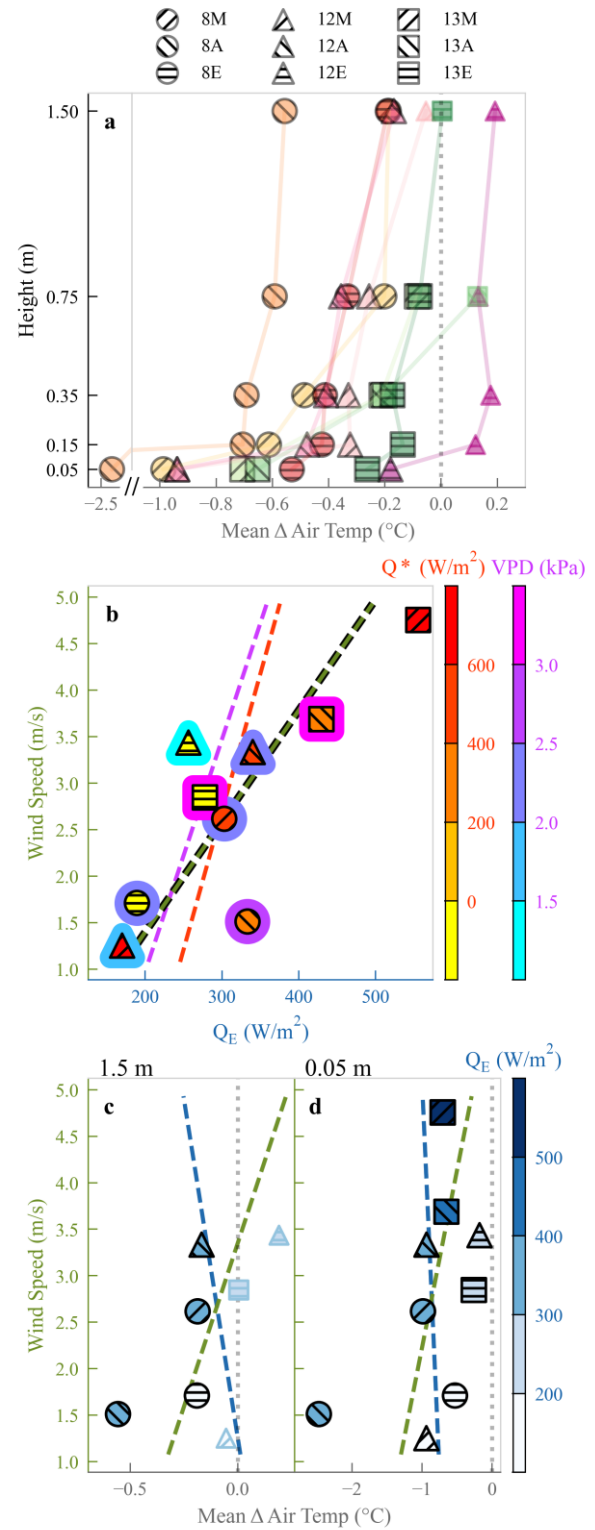 8M 12M 13M
8A 12A 13A
8E 12E 13E
a
1.50
0.75
0.35
0.15
0.05
Height (m)
−2.5 // −1.0 −0.8 −0.6 −0.4 −0.2 0.0 0.2
Mean Δ Air Temp (°C)
Q* (W/m²) VPD (kPa)
b
5.0
4.5
4.0
3.5
3.0
2.5
2.0
1.5
1.0
Wind Speed (m/s)
200 300 400 500
Q_E (W/m²)
600
400
200
0
3.0
2.5
2.0
1.5
1.5 m 0.05 m Q_E (W/m²)
c d
5.0
4.5
4.0
3.5
3.0
2.5
2.0
1.5
1.0
Wind Speed (m/s)
−0.5 0.0 −2 −1 0
Mean Δ Air Temp (°C)
500
400
300
200